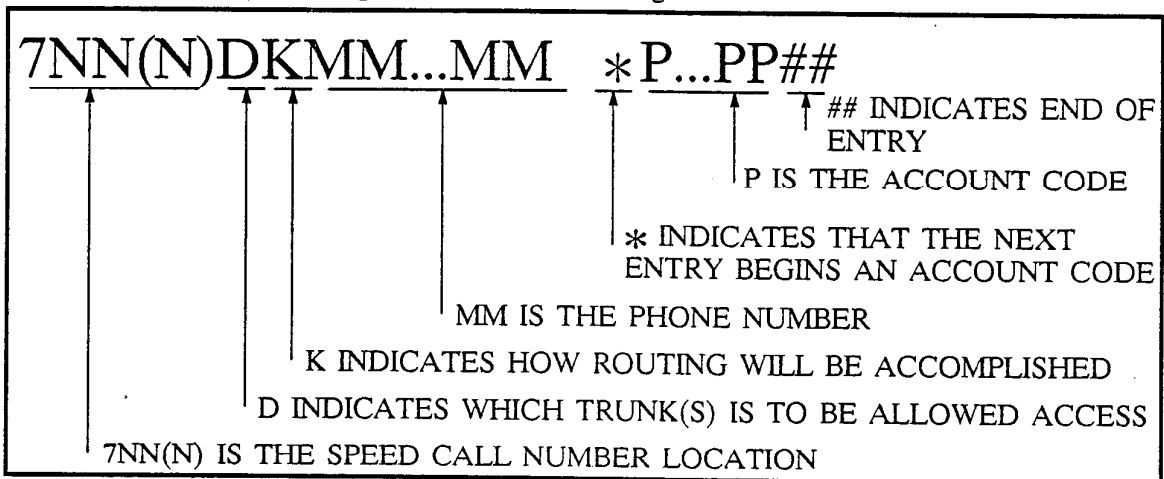 7NN(N)DKMM...MM *P...PP##
## INDICATES END OF
ENTRY
P IS THE ACCOUNT CODE
* INDICATES THAT THE NEXT
ENTRY BEGINS AN ACCOUNT CODE
MM IS THE PHONE NUMBER
K INDICATES HOW ROUTING WILL BE ACCOMPLISHED
D INDICATES WHICH TRUNK(S) IS TO BE ALLOWED ACCESS
7NN(N) IS THE SPEED CALL NUMBER LOCATION